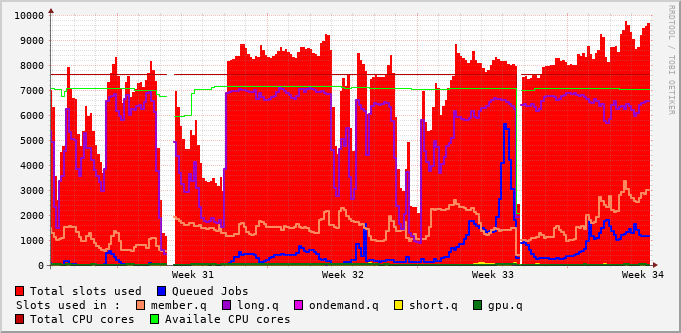 10000
9000
8000
7000
6000
5000
4000
3000
2000
1000
0
Week 31 Week 32 Week 33 Week 34
RRDTOOL / TOBI OETIKER
Total slots used Queued Jobs
Slots used in : member.q long.q ondemand.q short.q gpu.q
Total CPU cores Availale CPU cores